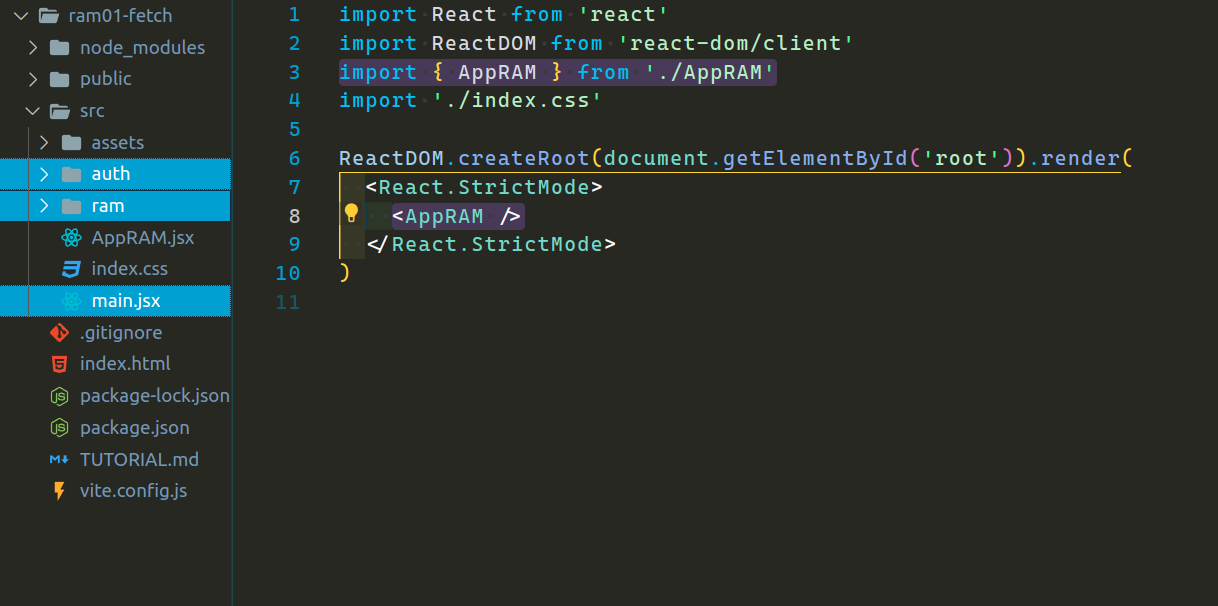 ram01-fetch
node_modules
public
src
assets
auth
ram
AppRAM.jsx
index.css
main.jsx
.gitignore
index.html
package-lock.json
package.json
TUTORIAL.md
vite.config.js
1 import React from 'react'
2 import ReactDOM from 'react-dom/client'
3 import { AppRAM } from './AppRAM'
4 import './index.css'
5
6 ReactDOM.createRoot(document.getElementById('root')).render(
7   <React.StrictMode>
8     <AppRAM />
9   </React.StrictMode>
10 )
11